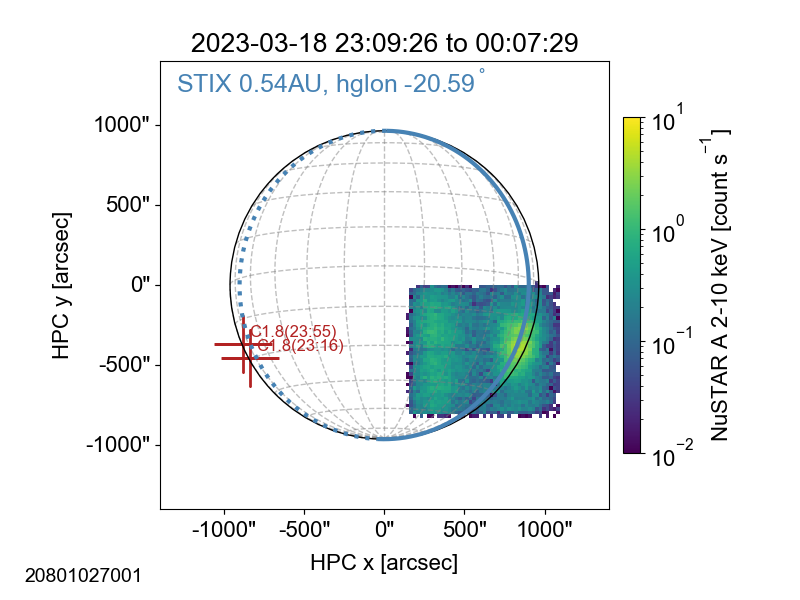 2023-03-18 23:09:26 to 00:07:29
STIX 0.54AU, hglon -20.59°
1000"
500"
0"
-500"
-1000"
HPC y [arcsec]
C1.8(23:55)
C1.8(23:16)
-1000"
-500"
0"
500"
1000"
HPC x [arcsec]
10¹
10⁰
10⁻¹
10⁻²
NuSTAR A 2-10 keV [count s⁻¹]
20801027001